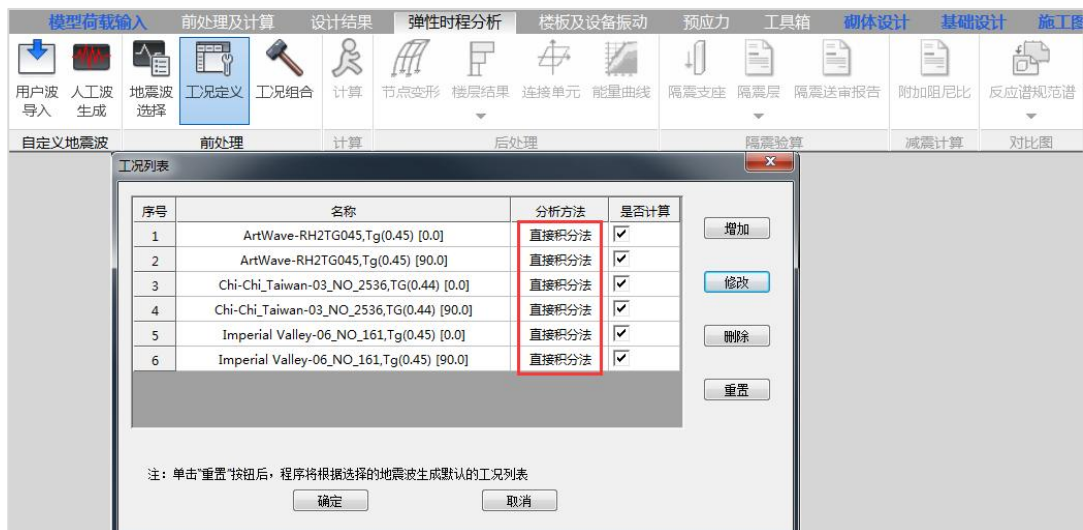 模型荷载输入 前处理及计算 设计结果 弹性时程分析 楼板及设备振动 预应力 工具箱 砌体设计 基础设计
用户波导入 人工波生成 地震波选择 工况定义 工况组合 计算 节点变形 楼层结果 连接单元 能量曲线 隔震支座 隔震层 隔震送审报告 附加阻尼比 反应谱规范谱
自定义地震波 前处理 计算 后处理 隔震验算 减震计算 对比图
工况列表
序号 名称 分析方法 是否计算
1 ArtWave-RH2TG045,Tg(0.45) [0.0] 直接积分法
2 ArtWave-RH2TG045,Tg(0.45) [90.0] 直接积分法
3 Chi-Chi_Taiwan-03_NO_2536,TG(0.44) [0.0] 直接积分法
4 Chi-Chi_Taiwan-03_NO_2536,TG(0.44) [90.0] 直接积分法
5 Imperial Valley-06_NO_161,Tg(0.45) [0.0] 直接积分法
6 Imperial Valley-06_NO_161,Tg(0.45) [90.0] 直接积分法
增加
修改
删除
重置
注：单击"重置"按钮后，程序将根据选择的地震波生成默认的工况列表
确定 取消